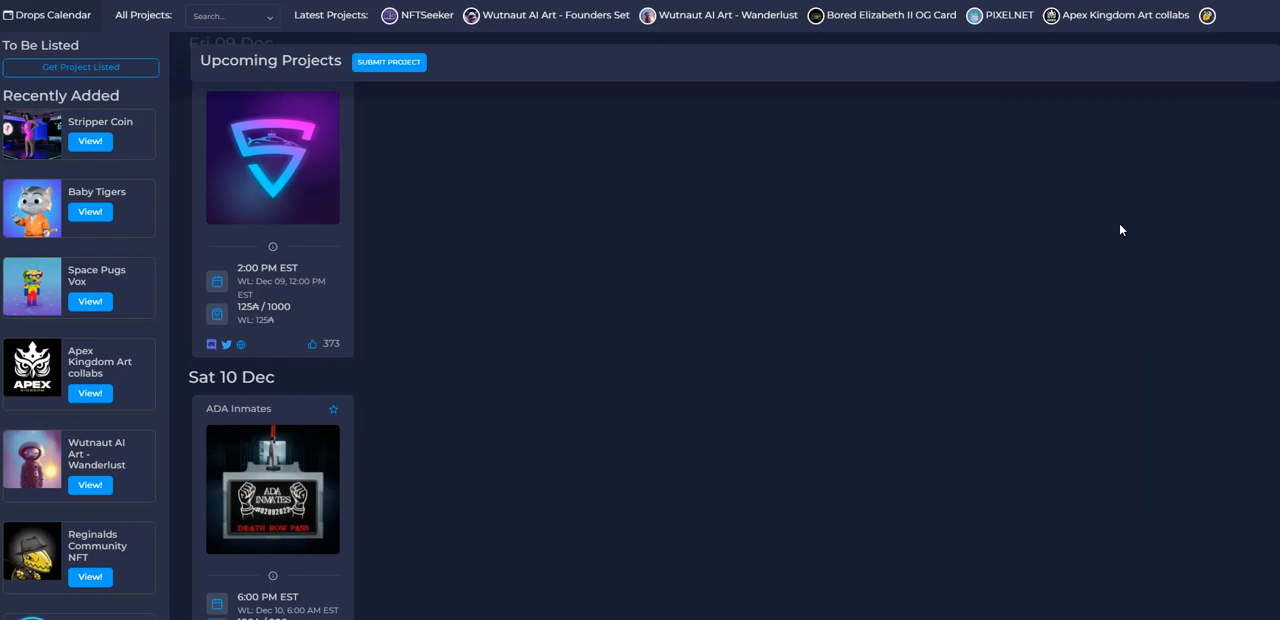 Drops Calendar
All Projects:
Search...
Latest Projects:
NFTSeeker
Wutnaut AI Art - Founders Set
Wutnaut AI Art - Wanderlust
Bored Elizabeth II OG Card
PIXELNET
Apex Kingdom Art collabs
To Be Listed
Get Project Listed
Recently Added
Stripper Coin
View!
Baby Tigers
View!
Space Pugs
Vox
View!
APEX
Apex
Kingdom Art
collabs
View!
Wutnaut AI
Art -
Wanderlust
View!
Reginalds
Community
NFT
View!
Fri 09 Dec
Upcoming Projects
SUBMIT PROJECT
2:00 PM EST
WL: Dec 09, 12:00 PM
EST
125₳ / 1000
WL: 125₳
373
Sat 10 Dec
ADA Inmates
ADA
INMATES
DEATH ROW PASS
6:00 PM EST
WL: Dec 10, 6:00 AM EST